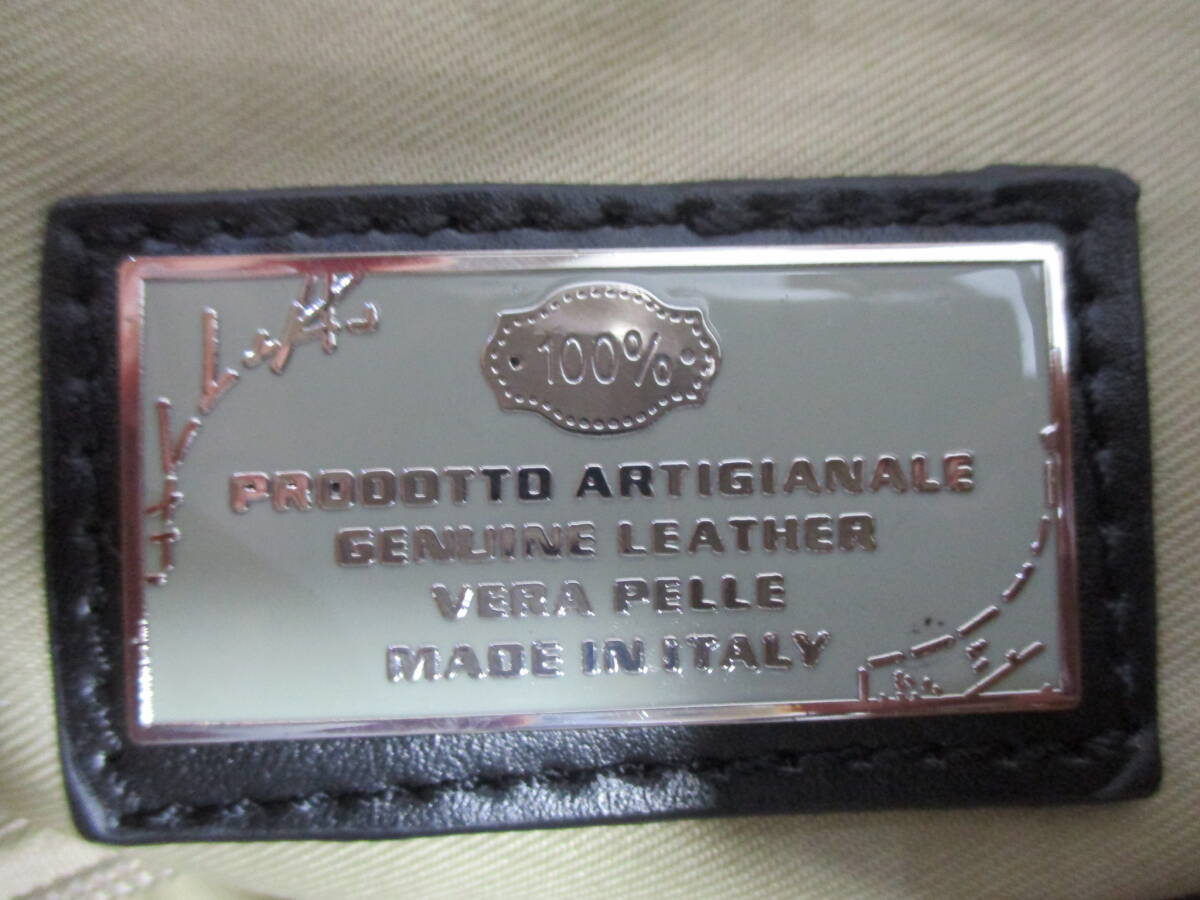 100%
PRODOTTO ARTIGIANALE
GENUINE LEATHER
VERA PELLE
MADE IN ITALY